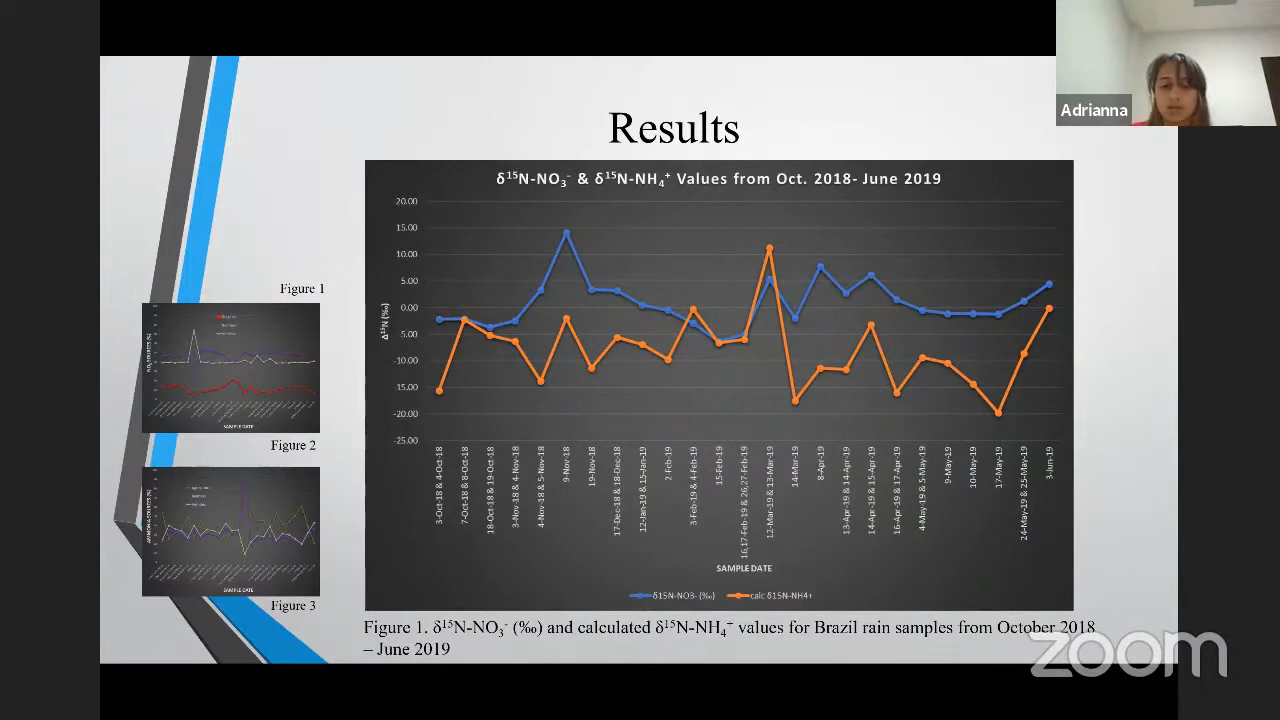 Adrianna
Results
δ¹⁵N-NO₃⁻ & δ¹⁵N-NH₄⁺ Values from Oct. 2018- June 2019
20.00
15.00
10.00
5.00
0.00
-5.00
-10.00
-15.00
-20.00
-25.00
Δ¹⁵N (‰)
3-Oct-18 & 4-Oct-18
7-Oct-18 & 8-Oct-18
18-Oct-18 & 19-Oct-18
3-Nov-18 & 4-Nov-18
4-Nov-18 & 5-Nov-18
9-Nov-18
19-Nov-18
17-Dec-18 & 18-Dec-18
12-Jan-19 & 15-Jan-19
2-Feb-19
3-Feb-19 & 4-Feb-19
15-Feb-19
16,17-Feb-19 & 26,27-Feb-19
12-Mar-19 & 13-Mar-19
14-Mar-19
8-Apr-19
13-Apr-19 & 14-Apr-19
14-Apr-19 & 15-Apr-19
16-Apr-19 & 17-Apr-19
4-May-19 & 5-May-19
9-May-19
10-May-19
17-May-19
24-May-19 & 25-May-19
3-Jun-19
SAMPLE DATE
δ15N-NO3- (‰)
calc δ15N-NH4+
Figure 1
SAMPLE DATE
Figure 2
AMMONIA SOURCES (%)
SAMPLE DATE
Figure 3
Figure 1. δ¹⁵N-NO₃⁻ (‰) and calculated δ¹⁵N-NH₄⁺ values for Brazil rain samples from October 2018
– June 2019
zoom